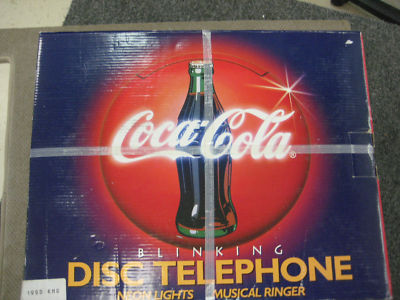 Coca-Cola®
BLINKING
DISC TELEPHONE
NEON LIGHTS MUSICAL RINGER